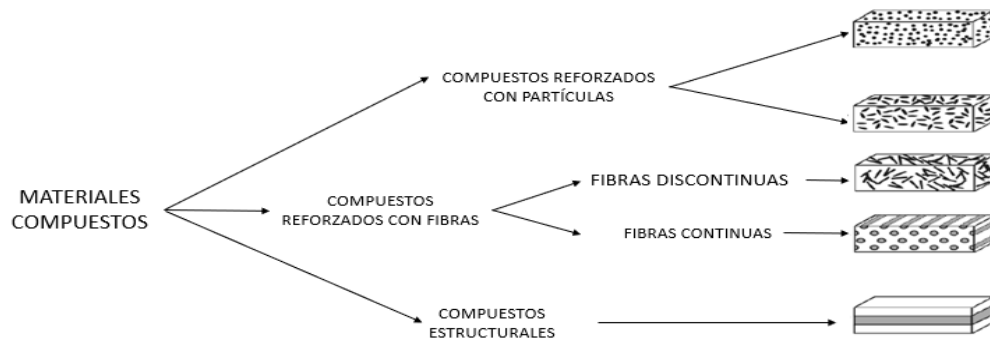 COMPUESTOS REFORZADOS
CON PARTÍCULAS
MATERIALES
COMPUESTOS
COMPUESTOS
REFORZADOS CON FIBRAS
FIBRAS DISCONTINUAS
FIBRAS CONTINUAS
COMPUESTOS
ESTRUCTURALES